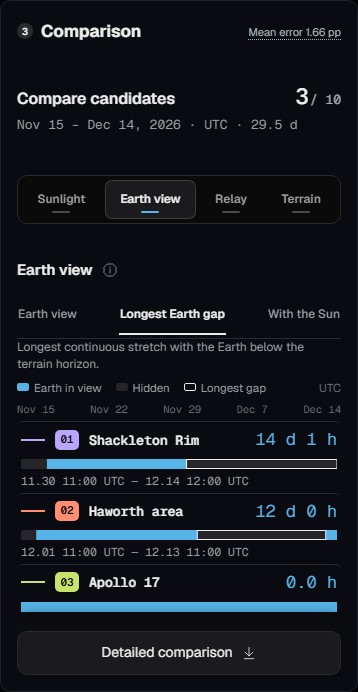 3 Comparison
Mean error 1.66 pp
Compare candidates
3 / 10
Nov 15 – Dec 14, 2026 · UTC · 29.5 d
Sunlight
Earth view
Relay
Terrain
Earth view
Earth view
Longest Earth gap
With the Sun
Longest continuous stretch with the Earth below the
terrain horizon.
Earth in view
Hidden
Longest gap
UTC
Nov 15
Nov 22
Nov 29
Dec 7
Dec 14
01 Shackleton Rim 14 d 1 h
11.30 11:00 UTC — 12.14 12:00 UTC
02 Haworth area 12 d 0 h
12.01 11:00 UTC — 12.13 11:00 UTC
03 Apollo 17 0.0 h
Detailed comparison